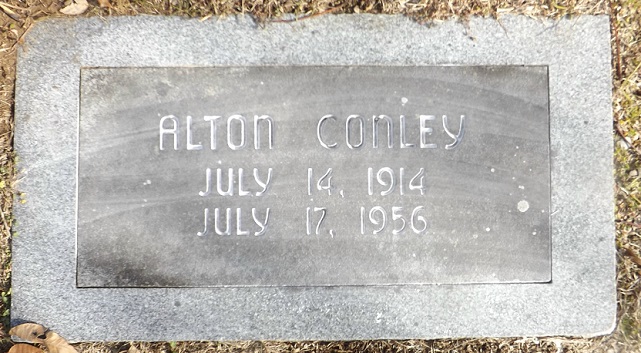 ALTON CONLEY
JULY 14, 1914
JULY 17, 1956